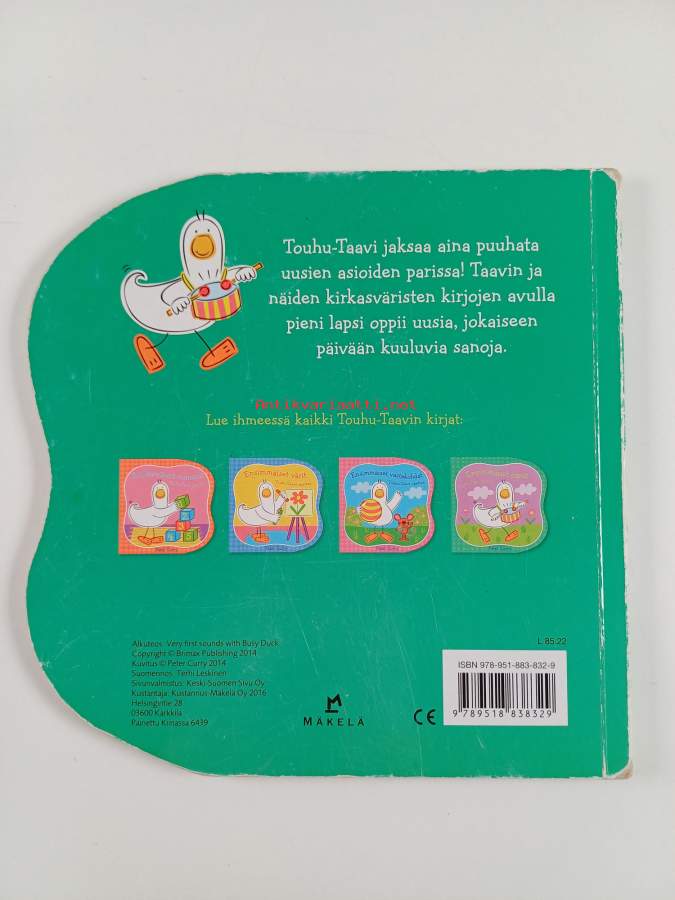 Touhu-Taavi jaksaa aina puuhata
uusien asioiden parissa! Taavin ja
näiden kirkasväristen kirjojen avulla
pieni lapsi oppii uusia, jokaiseen
päivään kuuluvia sanoja.
Antikvariaatti.net
Lue ihmeessä kaikki Touhu-Taavin kirjat:
Ensimmäiset värit
Ensimmäiset vastakohdat
Alkuteos: Very first sounds with Busy Duck
Copyright © Brimax Publishing 2014
Kuvitus © Peter Curry 2014
Suomennos: Terhi Leskinen
Sivunvalmistus: Keski-Suomen Sivu Oy
Kustantaja: Kustannus-Mäkelä Oy 2016
Helsingintie 28
03600 Karkkila
Painettu Kiinassa 6439
M
MÄKELÄ
CE
L 85.22
ISBN 978-951-883-832-9
9 789518 838329